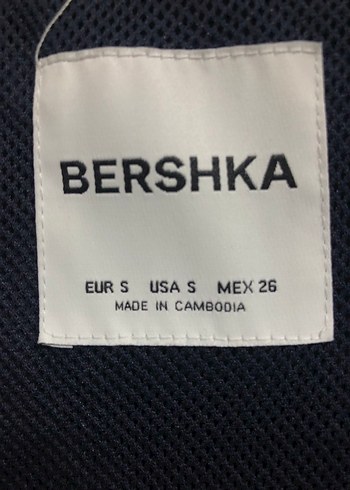 BERSHKA
EUR S USA S MEX 26
MADE IN CAMBODIA